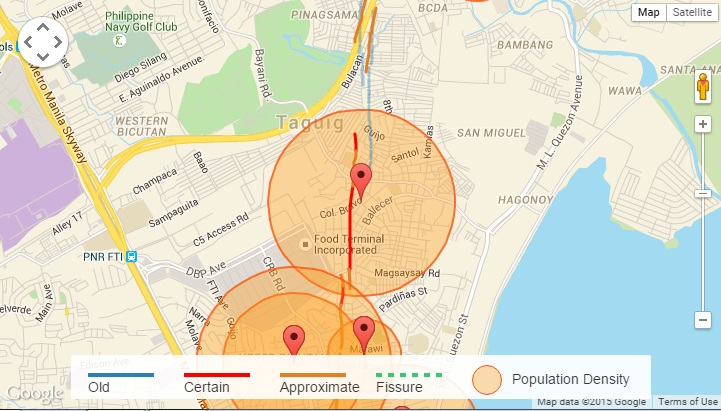 Molave
Philippine
Navy Golf Club
Bonifacio
PINAGSAMA
BCDA
Map
Satellite
BAMBANG
Diego Silang
E. Aguinaldo Avenue
Bayani Rd.
Bulacan
SANTA ANA
WAWA
Metro Manila Skyway
WESTERN
BICUTAN
Taguig
8th
Guijo
Kamias
SAN MIGUEL
M. L. Quezon Avenue
Santol
Baao
Champaca
Sampaguita
Col. Bravo
Ballecer
HAGONOY
Alley 17
C5 Access Rd
Food Terminal
Incorporated
PNR FTI
DBP Ave
CRB Rd
FTI Ave
Magsaysay Rd
Pardiñas St
Main Ave
Narra
Molave
Quezon St
Marawi
Old
Certain
Approximate
Fissure
Population Density
Google
Map data ©2015 Google
Terms of Use